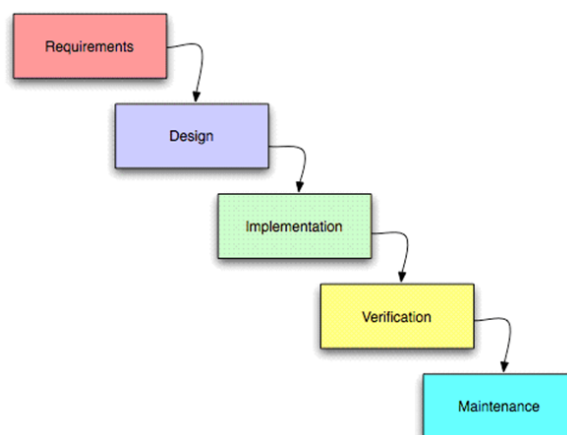 Requirements
Design
Implementation
Verification
Maintenance